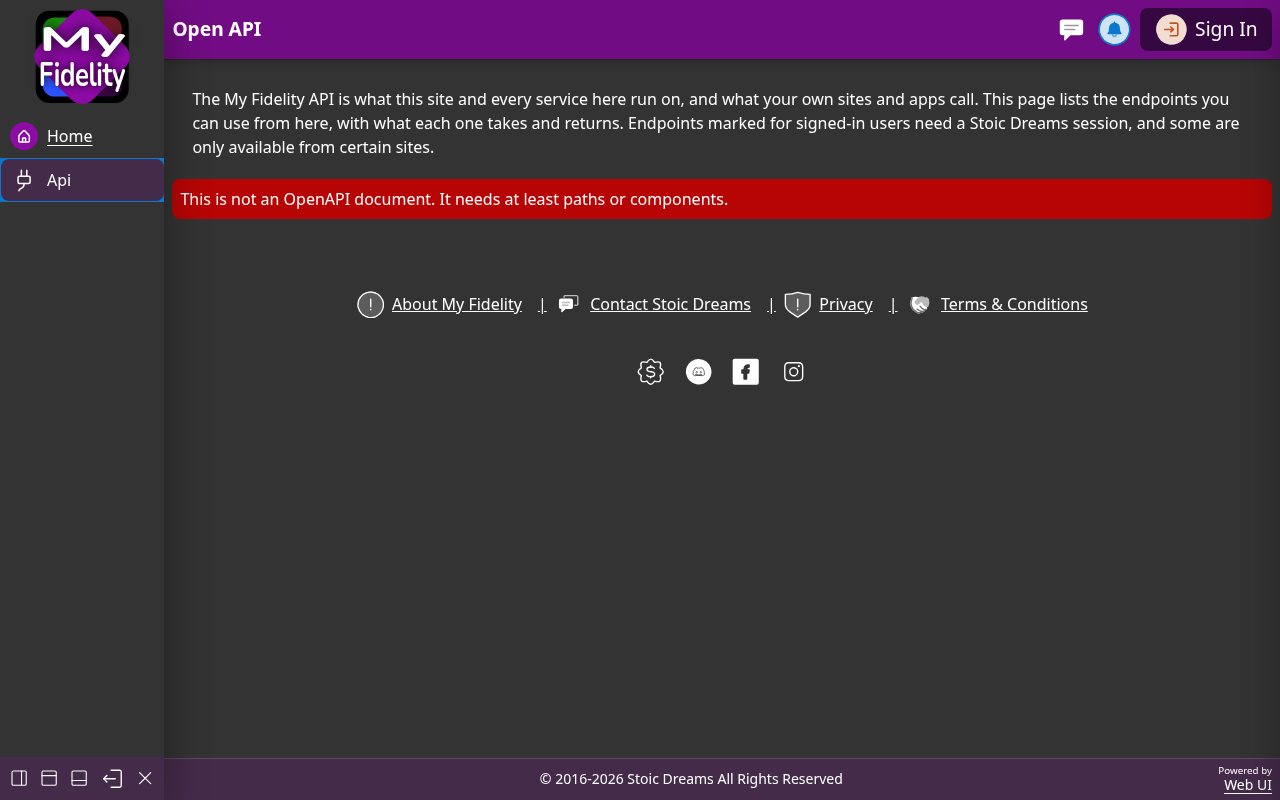 My
Fidelity
Open API
Sign In
Home
Api
The My Fidelity API is what this site and every service here run on, and what your own sites and apps call. This page lists the endpoints you
can use from here, with what each one takes and returns. Endpoints marked for signed-in users need a Stoic Dreams session, and some are
only available from certain sites.
This is not an OpenAPI document. It needs at least paths or components.
About My Fidelity | Contact Stoic Dreams | Privacy | Terms & Conditions
© 2016-2026 Stoic Dreams All Rights Reserved
Powered by
Web UI